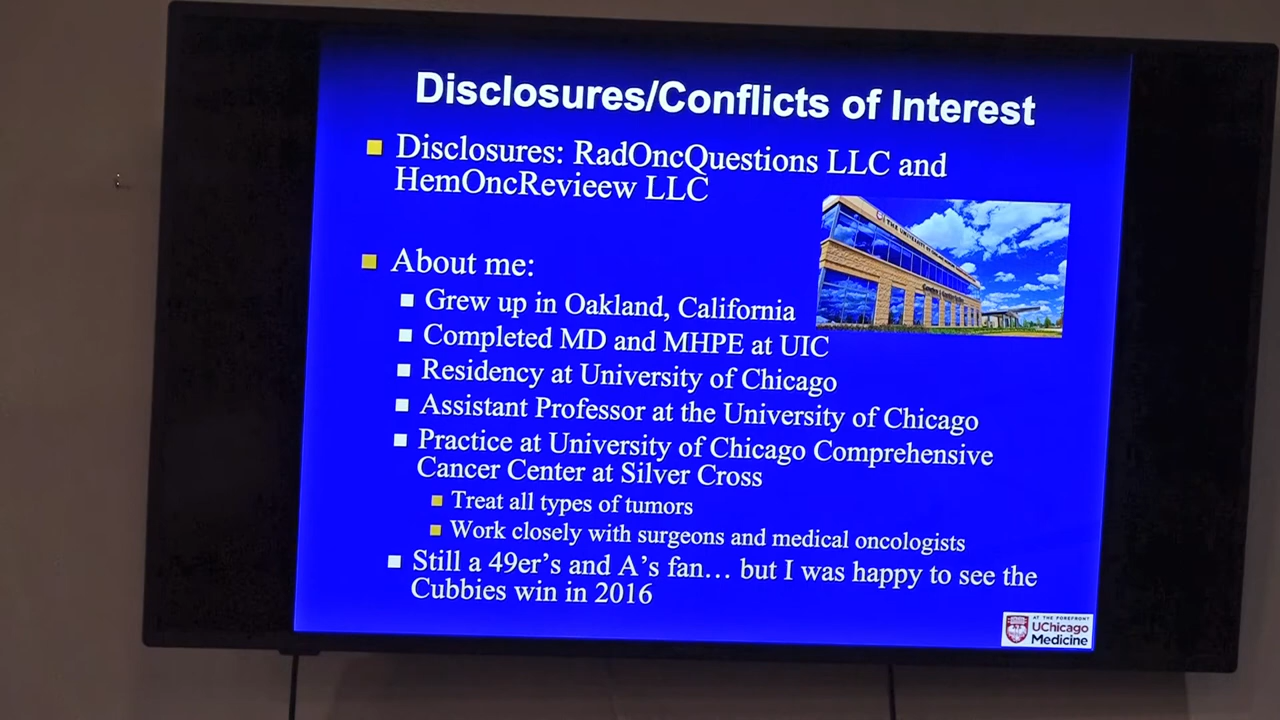 Disclosures/Conflicts of Interest
Disclosures: RadOncQuestions LLC and
HemOncRevieew LLC
About me:
Grew up in Oakland, California
Completed MD and MHPE at UIC
Residency at University of Chicago
Assistant Professor at the University of Chicago
Practice at University of Chicago Comprehensive
Cancer Center at Silver Cross
Treat all types of tumors
Work closely with surgeons and medical oncologists
Still a 49er's and A's fan… but I was happy to see the
Cubbies win in 2016
AT THE FOREFRONT
UChicago
Medicine